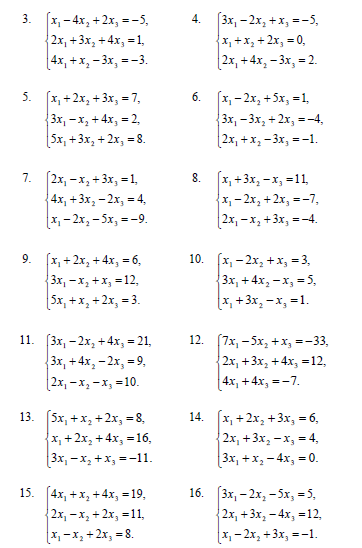 3. x₁ − 4x₂ + 2x₃ = −5,
2x₁ + 3x₂ + 4x₃ = 1,
4x₁ + x₂ − 3x₃ = −3.
4. 3x₁ − 2x₂ + x₃ = −5,
x₁ + x₂ + 2x₃ = 0,
2x₁ + 4x₂ − 3x₃ = 2.
5. x₁ + 2x₂ + 3x₃ = 7,
3x₁ − x₂ + 4x₃ = 2,
5x₁ + 3x₂ + 2x₃ = 8.
6. x₁ − 2x₂ + 5x₃ = 1,
3x₁ − 3x₂ + 2x₃ = −4,
2x₁ + x₂ − 3x₃ = −1.
7. 2x₁ − x₂ + 3x₃ = 1,
4x₁ + 3x₂ − 2x₃ = 4,
x₁ − 2x₂ − 5x₃ = −9.
8. x₁ + 3x₂ − x₃ = 11,
x₁ − 2x₂ + 2x₃ = −7,
2x₁ − x₂ + 3x₃ = −4.
9. x₁ + 2x₂ + 4x₃ = 6,
3x₁ − x₂ + x₃ = 12,
5x₁ + x₂ + 2x₃ = 3.
10. x₁ − 2x₂ + x₃ = 3,
3x₁ + 4x₂ − x₃ = 5,
x₁ + 3x₂ − x₃ = 1.
11. 3x₁ − 2x₂ + 4x₃ = 21,
3x₁ + 4x₂ − 2x₃ = 9,
2x₁ − x₂ − x₃ = 10.
12. 7x₁ − 5x₂ + x₃ = −33,
2x₁ + 3x₂ + 4x₃ = 12,
4x₁ + 4x₃ = −7.
13. 5x₁ + x₂ + 2x₃ = 8,
x₁ + 2x₂ + 4x₃ = 16,
3x₁ − x₂ + x₃ = −11.
14. x₁ + 2x₂ + 3x₃ = 6,
2x₁ + 3x₂ − x₃ = 4,
3x₁ + x₂ − 4x₃ = 0.
15. 4x₁ + x₂ + 4x₃ = 19,
2x₁ − x₂ + 2x₃ = 11,
x₁ − x₂ + 2x₃ = 8.
16. 3x₁ − 2x₂ − 5x₃ = 5,
2x₁ + 3x₂ − 4x₃ = 12,
x₁ − 2x₂ + 3x₃ = −1.